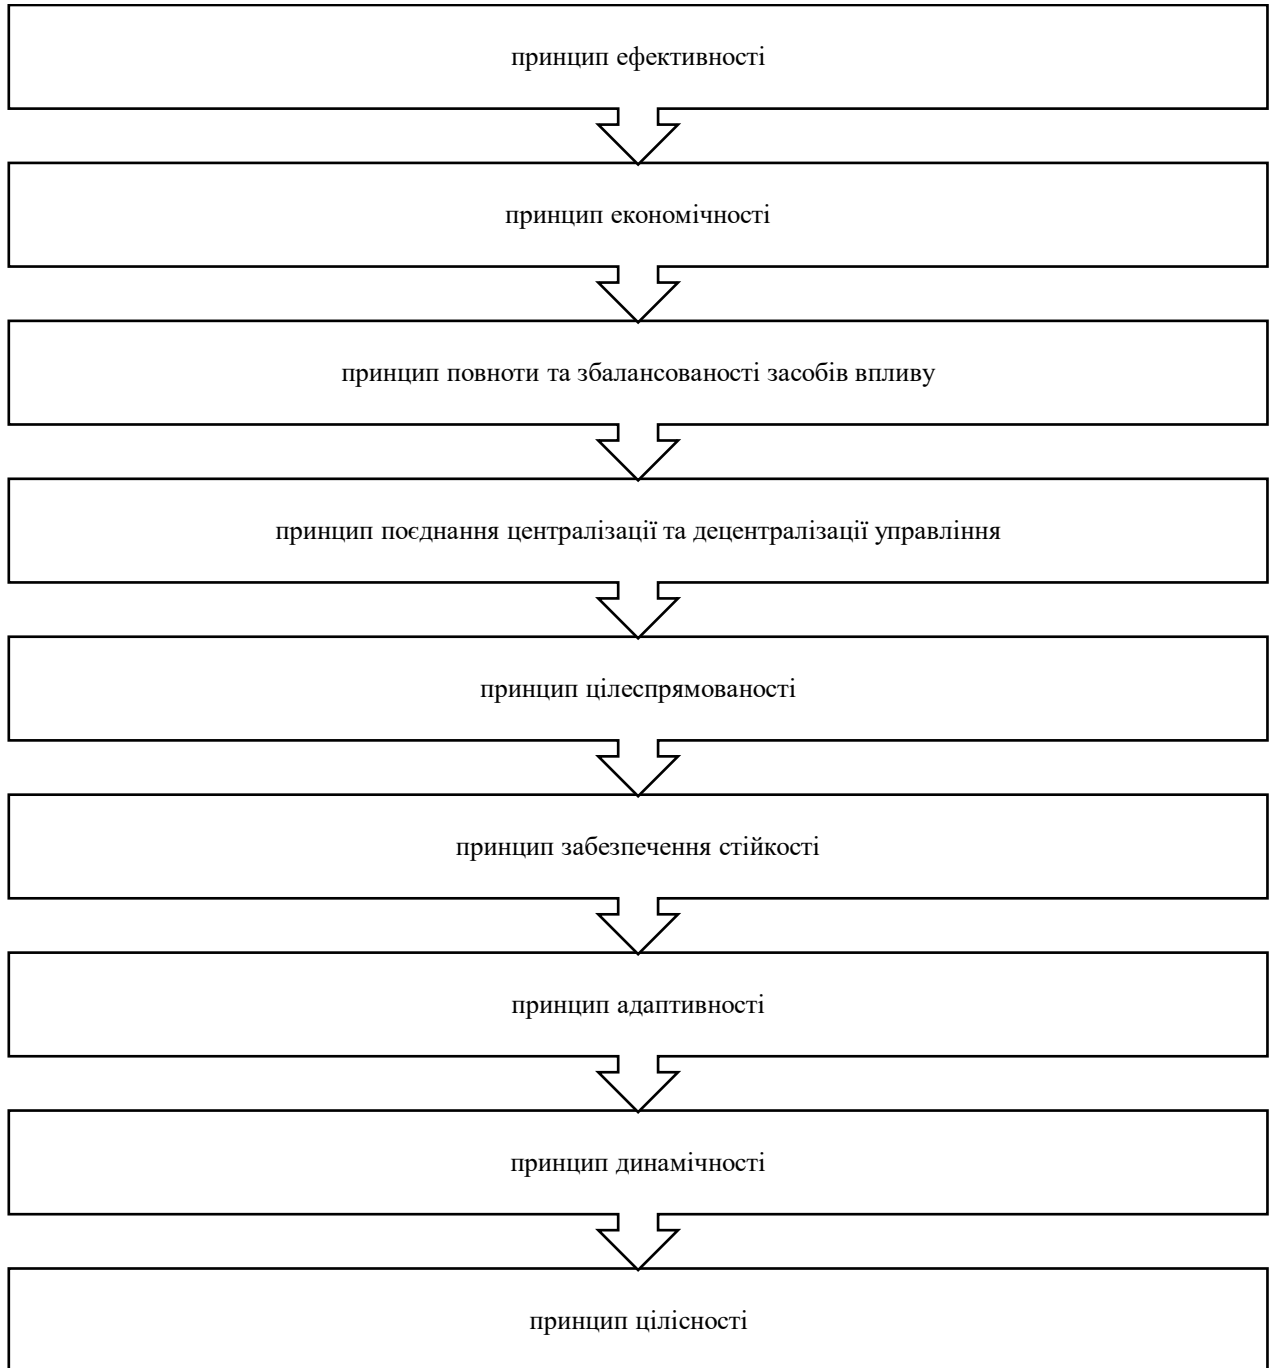 принцип ефективності
принцип економічності
принцип повноти та збалансованості засобів впливу
принцип поєднання централізації та децентралізації управління
принцип цілеспрямованості
принцип забезпечення стійкості
принцип адаптивності
принцип динамічності
принцип цілісності